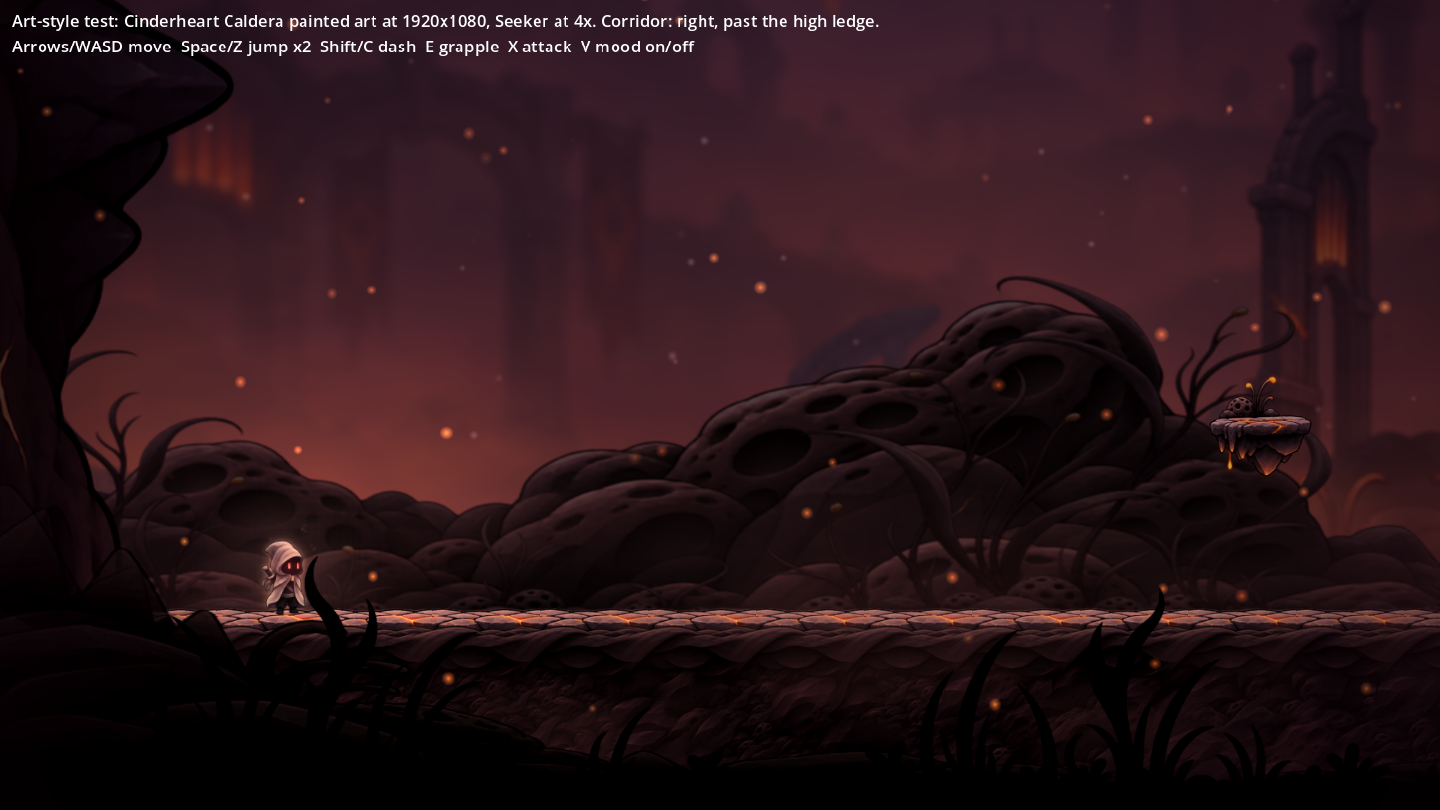 Art-style test: Cinderheart Caldera painted art at 1920x1080, Seeker at 4x. Corridor: right, past the high ledge.
Arrows/WASD move  Space/Z jump x2  Shift/C dash  E grapple  X attack  V mood on/off